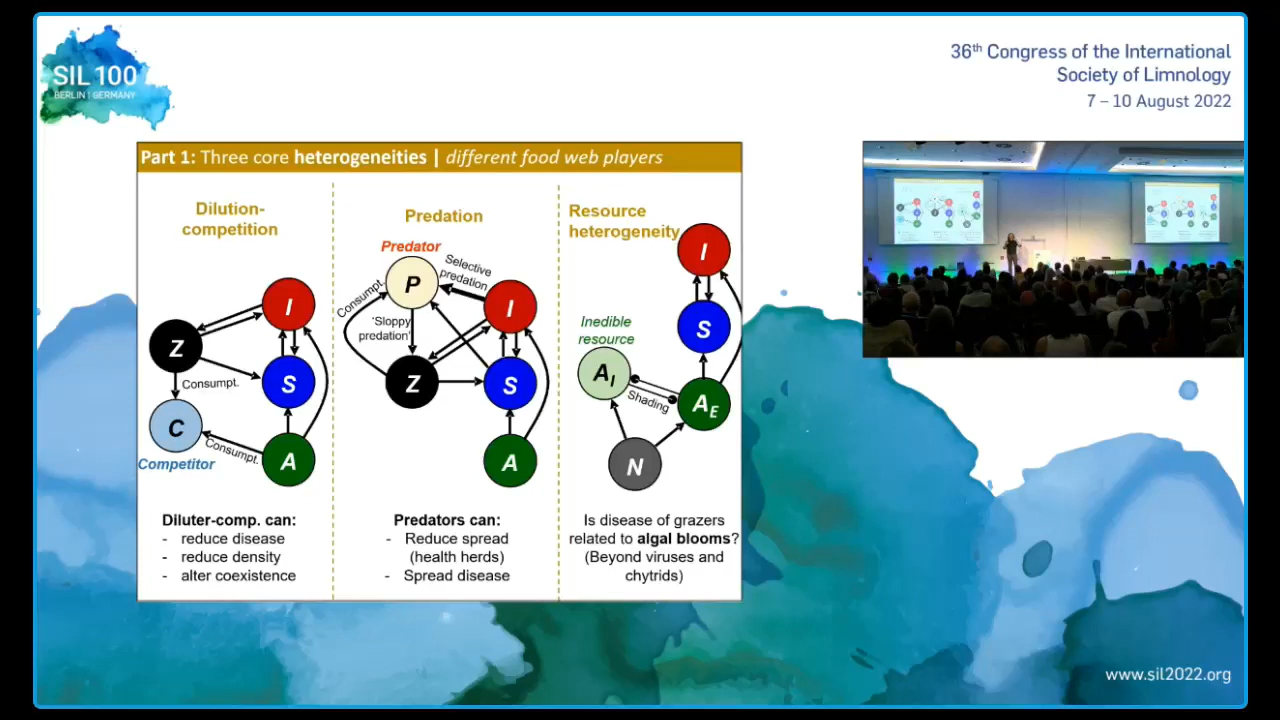 SIL 100
BERLIN | GERMANY
36th Congress of the International
Society of Limnology
7 – 10 August 2022
Part 1: Three core heterogeneities | different food web players
Dilution-
competition
I
Z
Consumpt.
S
C
Consumpt.
Competitor
A
Diluter-comp. can:
- reduce disease
- reduce density
- alter coexistence
Predation
Predator
Selective
predation
P
Consumpt.
I
'Sloppy
predation'
Z
S
A
Predators can:
- Reduce spread
(health herds)
- Spread disease
Resource
heterogeneity
I
Inedible
resource
S
AI
Shading
AE
N
Is disease of grazers
related to algal blooms?
(Beyond viruses and
chytrids)
www.sil2022.org